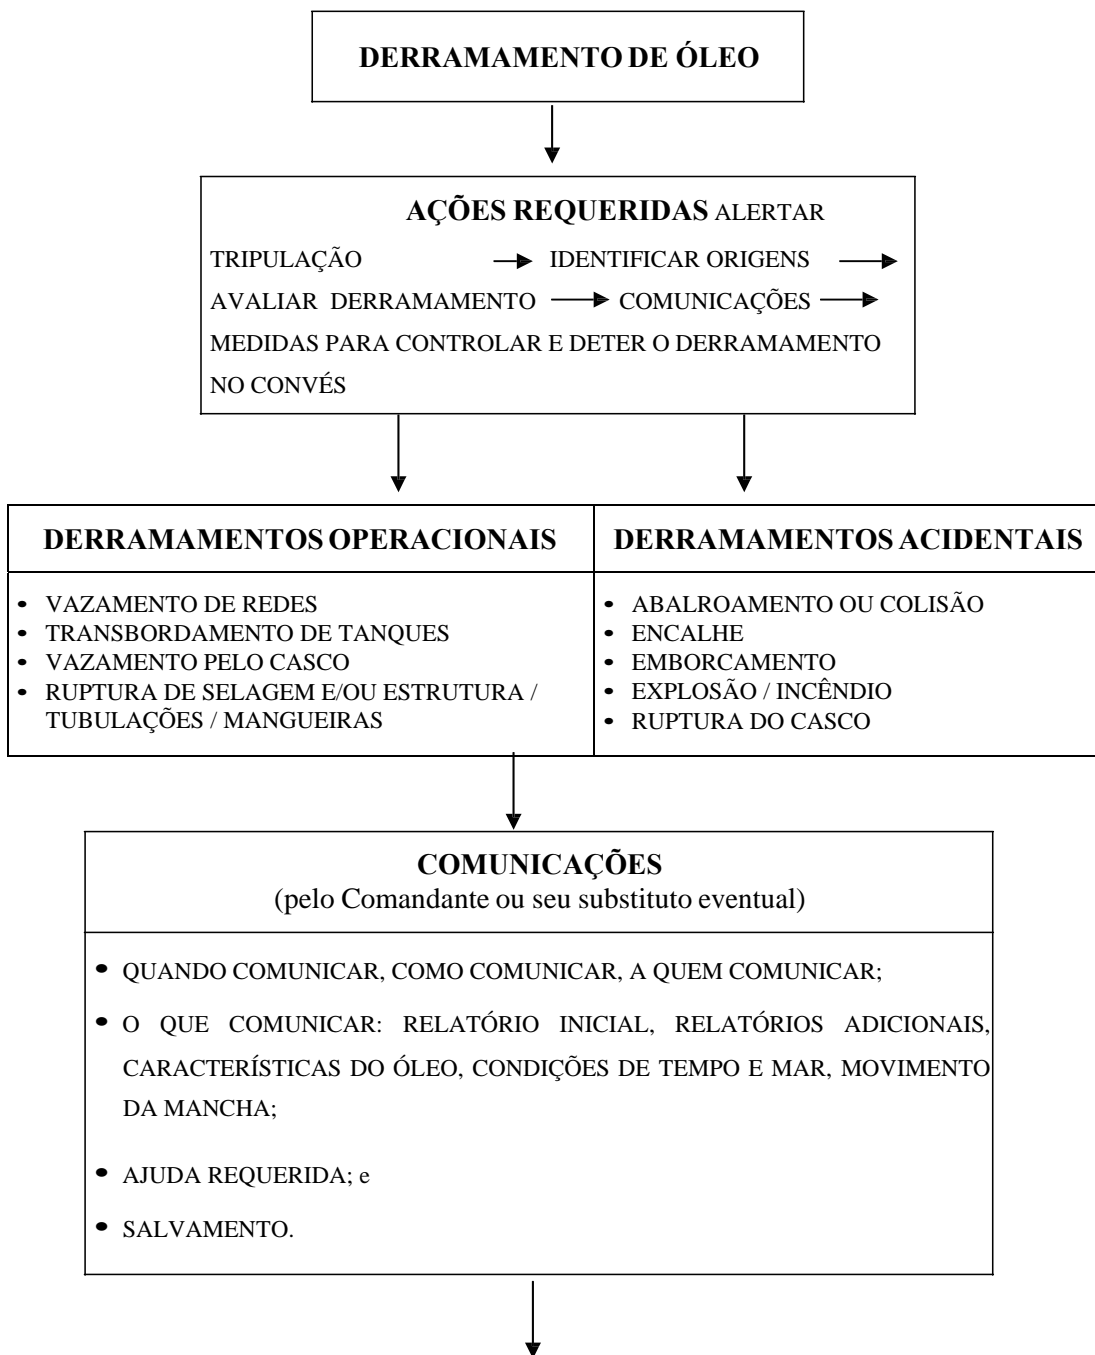 DERRAMAMENTO DE ÓLEO
AÇÕES REQUERIDAS ALERTAR
TRIPULAÇÃO IDENTIFICAR ORIGENS
AVALIAR DERRAMAMENTO COMUNICAÇÕES
MEDIDAS PARA CONTROLAR E DETER O DERRAMAMENTO
NO CONVÉS
DERRAMAMENTOS OPERACIONAIS
• VAZAMENTO DE REDES
• TRANSBORDAMENTO DE TANQUES
• VAZAMENTO PELO CASCO
• RUPTURA DE SELAGEM E/OU ESTRUTURA /
TUBULAÇÕES / MANGUEIRAS
DERRAMAMENTOS ACIDENTAIS
• ABALROAMENTO OU COLISÃO
• ENCALHE
• EMBORCAMENTO
• EXPLOSÃO / INCÊNDIO
• RUPTURA DO CASCO
COMUNICAÇÕES
(pelo Comandante ou seu substituto eventual)
• QUANDO COMUNICAR, COMO COMUNICAR, A QUEM COMUNICAR;
• O QUE COMUNICAR: RELATÓRIO INICIAL, RELATÓRIOS ADICIONAIS,
CARACTERÍSTICAS DO ÓLEO, CONDIÇÕES DE TEMPO E MAR, MOVIMENTO
DA MANCHA;
• AJUDA REQUERIDA; e
• SALVAMENTO.